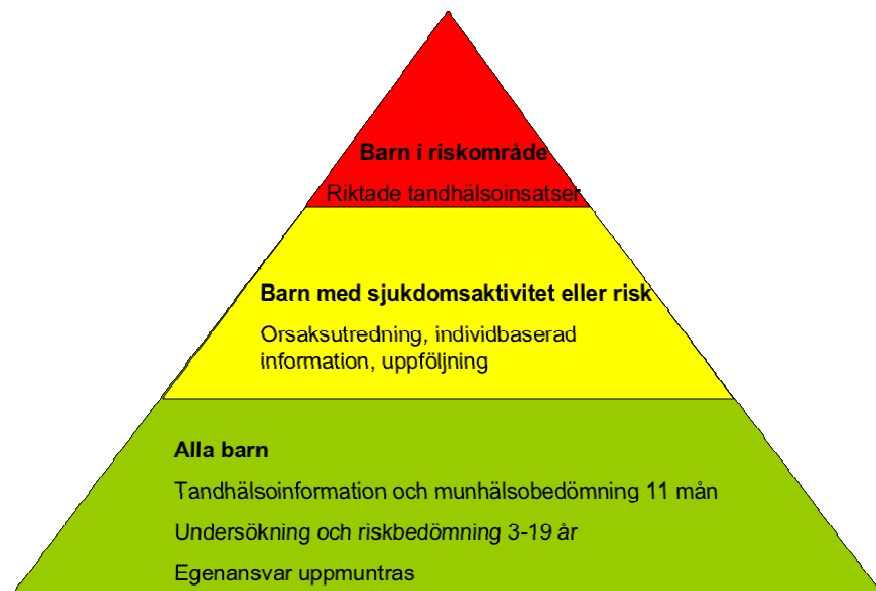 Barn i riskområde
Riktade tandhälsoinsatser
Barn med sjukdomsaktivitet eller risk
Orsaksutredning, individbaserad
information, uppföljning
Alla barn
Tandhälsoinformation och munhälsobedömning 11 mån
Undersökning och riskbedömning 3-19 år
Egenansvar uppmuntras